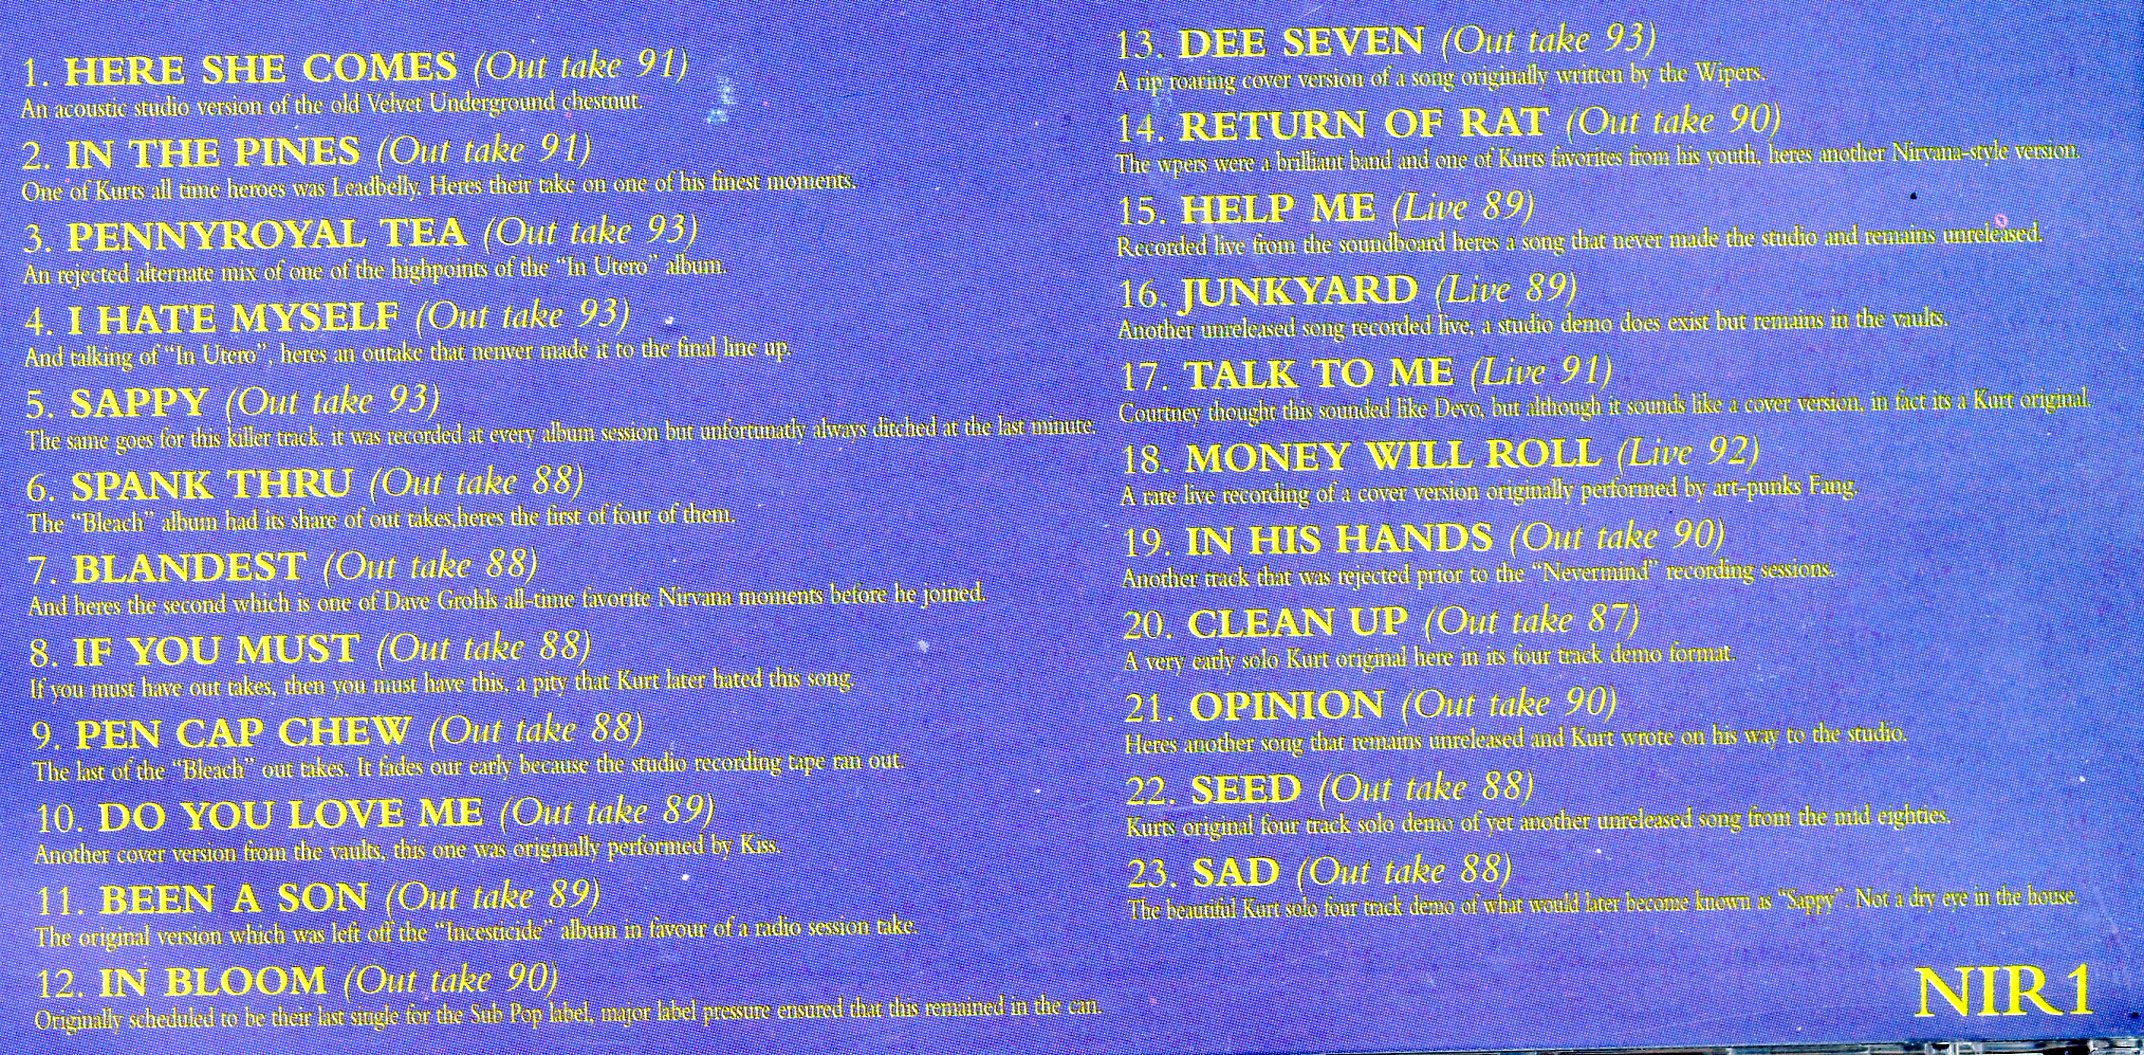 1. HERE SHE COMES (Out take 91)
An acoustic studio version of the old Velvet Underground chestnut.
2. IN THE PINES (Out take 91)
One of Kurts all time heroes was Leadbelly. Heres their take on one of his finest moments.
3. PENNYROYAL TEA (Out take 93)
An rejected alternate mix of one of the highpoints of the "In Utero" album.
4. I HATE MYSELF (Out take 93)
And talking of "In Utero", heres an outake that nenver made it to the final line up.
5. SAPPY (Out take 93)
The same goes for this killer track. it was recorded at every album session but unfortunatly always ditched at the last minute.
6. SPANK THRU (Out take 88)
The "Bleach" album had its share of out takes,heres the first of four of them.
7. BLANDEST (Out take 88)
And heres the second which is one of Dave Grohls all-time favorite Nirvana moments before he joined.
8. IF YOU MUST (Out take 88)
If you must have out takes, then you must have this, a pity that Kurt later hated this song.
9. PEN CAP CHEW (Out take 88)
The last of the "Bleach" out takes. It fades our early because the studio recording tape ran out.
10. DO YOU LOVE ME (Out take 89)
Another cover version from the vaults, this one was originally performed by Kiss.
11. BEEN A SON (Out take 89)
The original version which was left off the "Incesticide" album in favour of a radio session take.
12. IN BLOOM (Out take 90)
Originally scheduled to be their last single for the Sub Pop label, major label pressure ensured that this remained in the can.
13. DEE SEVEN (Out take 93)
A rip roaring cover version of a song originally written by the Wipers.
14. RETURN OF RAT (Out take 90)
The wpers were a brilliant band and one of Kurts favorites from his youth, heres another Nirvana-style version.
15. HELP ME (Live 89)
Recorded live from the soundboard heres a song that never made the studio and remains unreleased.
16. JUNKYARD (Live 89)
Another unreleased song recorded live, a studio demo does exist but remains in the vaults.
17. TALK TO ME (Live 91)
Courtney thought this sounded like Devo, but although it sounds like a cover version, in fact its a Kurt original.
18. MONEY WILL ROLL (Live 92)
A rare live recording of a cover version originally performed by art-punks Fang.
19. IN HIS HANDS (Out take 90)
Another track that was rejected prior to the "Nevermind" recording sessions.
20. CLEAN UP (Out take 87)
A very early solo Kurt original here in its four track demo format.
21. OPINION (Out take 90)
Heres another song that remains unreleased and Kurt wrote on his way to the studio.
22. SEED (Out take 88)
Kurts original four track solo demo of yet another unreleased song from the mid eighties.
23. SAD (Out take 88)
The beautiful Kurt solo four track demo of what would later become known as "Sappy". Not a dry eye in the house.
NIR 1